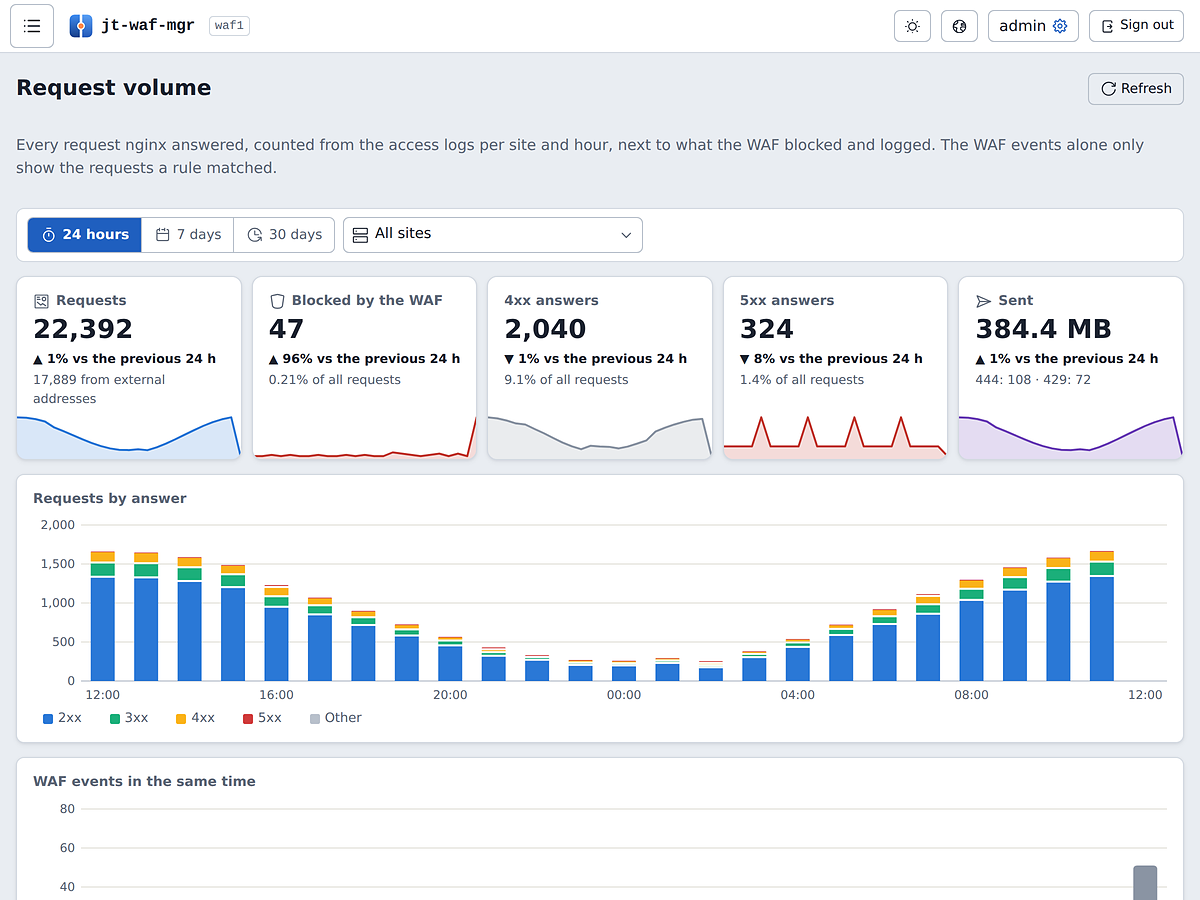 jt-waf-mgr waf1 admin Sign out
Request volume
Refresh
Every request nginx answered, counted from the access logs per site and hour, next to what the WAF blocked and logged. The WAF events alone only
show the requests a rule matched.
24 hours 7 days 30 days All sites
Requests
22,392
▲ 1% vs the previous 24 h
17,889 from external
addresses
Blocked by the WAF
47
▲ 96% vs the previous 24 h
0.21% of all requests
4xx answers
2,040
▼ 1% vs the previous 24 h
9.1% of all requests
5xx answers
324
▼ 8% vs the previous 24 h
1.4% of all requests
Sent
384.4 MB
▲ 1% vs the previous 24 h
444: 108 · 429: 72
Requests by answer
2,000
1,500
1,000
500
0
12:00 16:00 20:00 00:00 04:00 08:00 12:00
2xx 3xx 4xx 5xx Other
WAF events in the same time
80
60
40